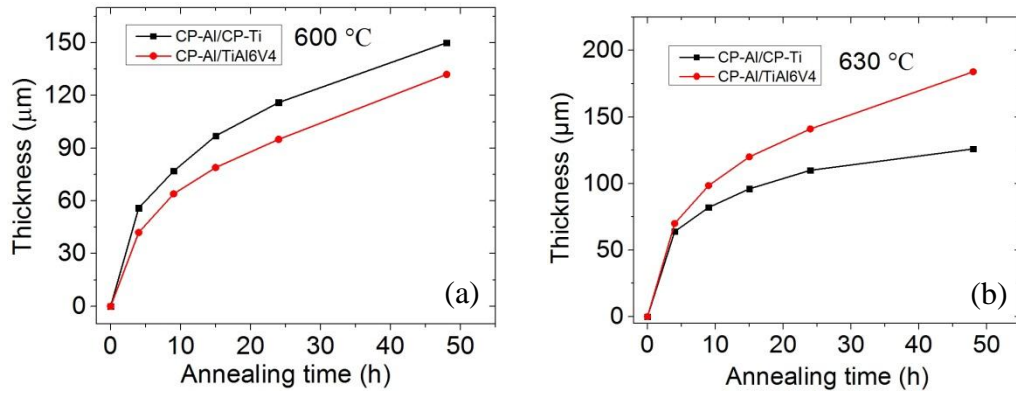 150
120
90
60
30
0
Thickness (μm)
CP-Al/CP-Ti
CP-Al/TiAl6V4
600 °C
(a)
0 10 20 30 40 50
Annealing time (h)
200
150
100
50
0
Thickness (μm)
CP-Al/CP-Ti
CP-Al/TiAl6V4
630 °C
(b)
0 10 20 30 40 50
Annealing time (h)